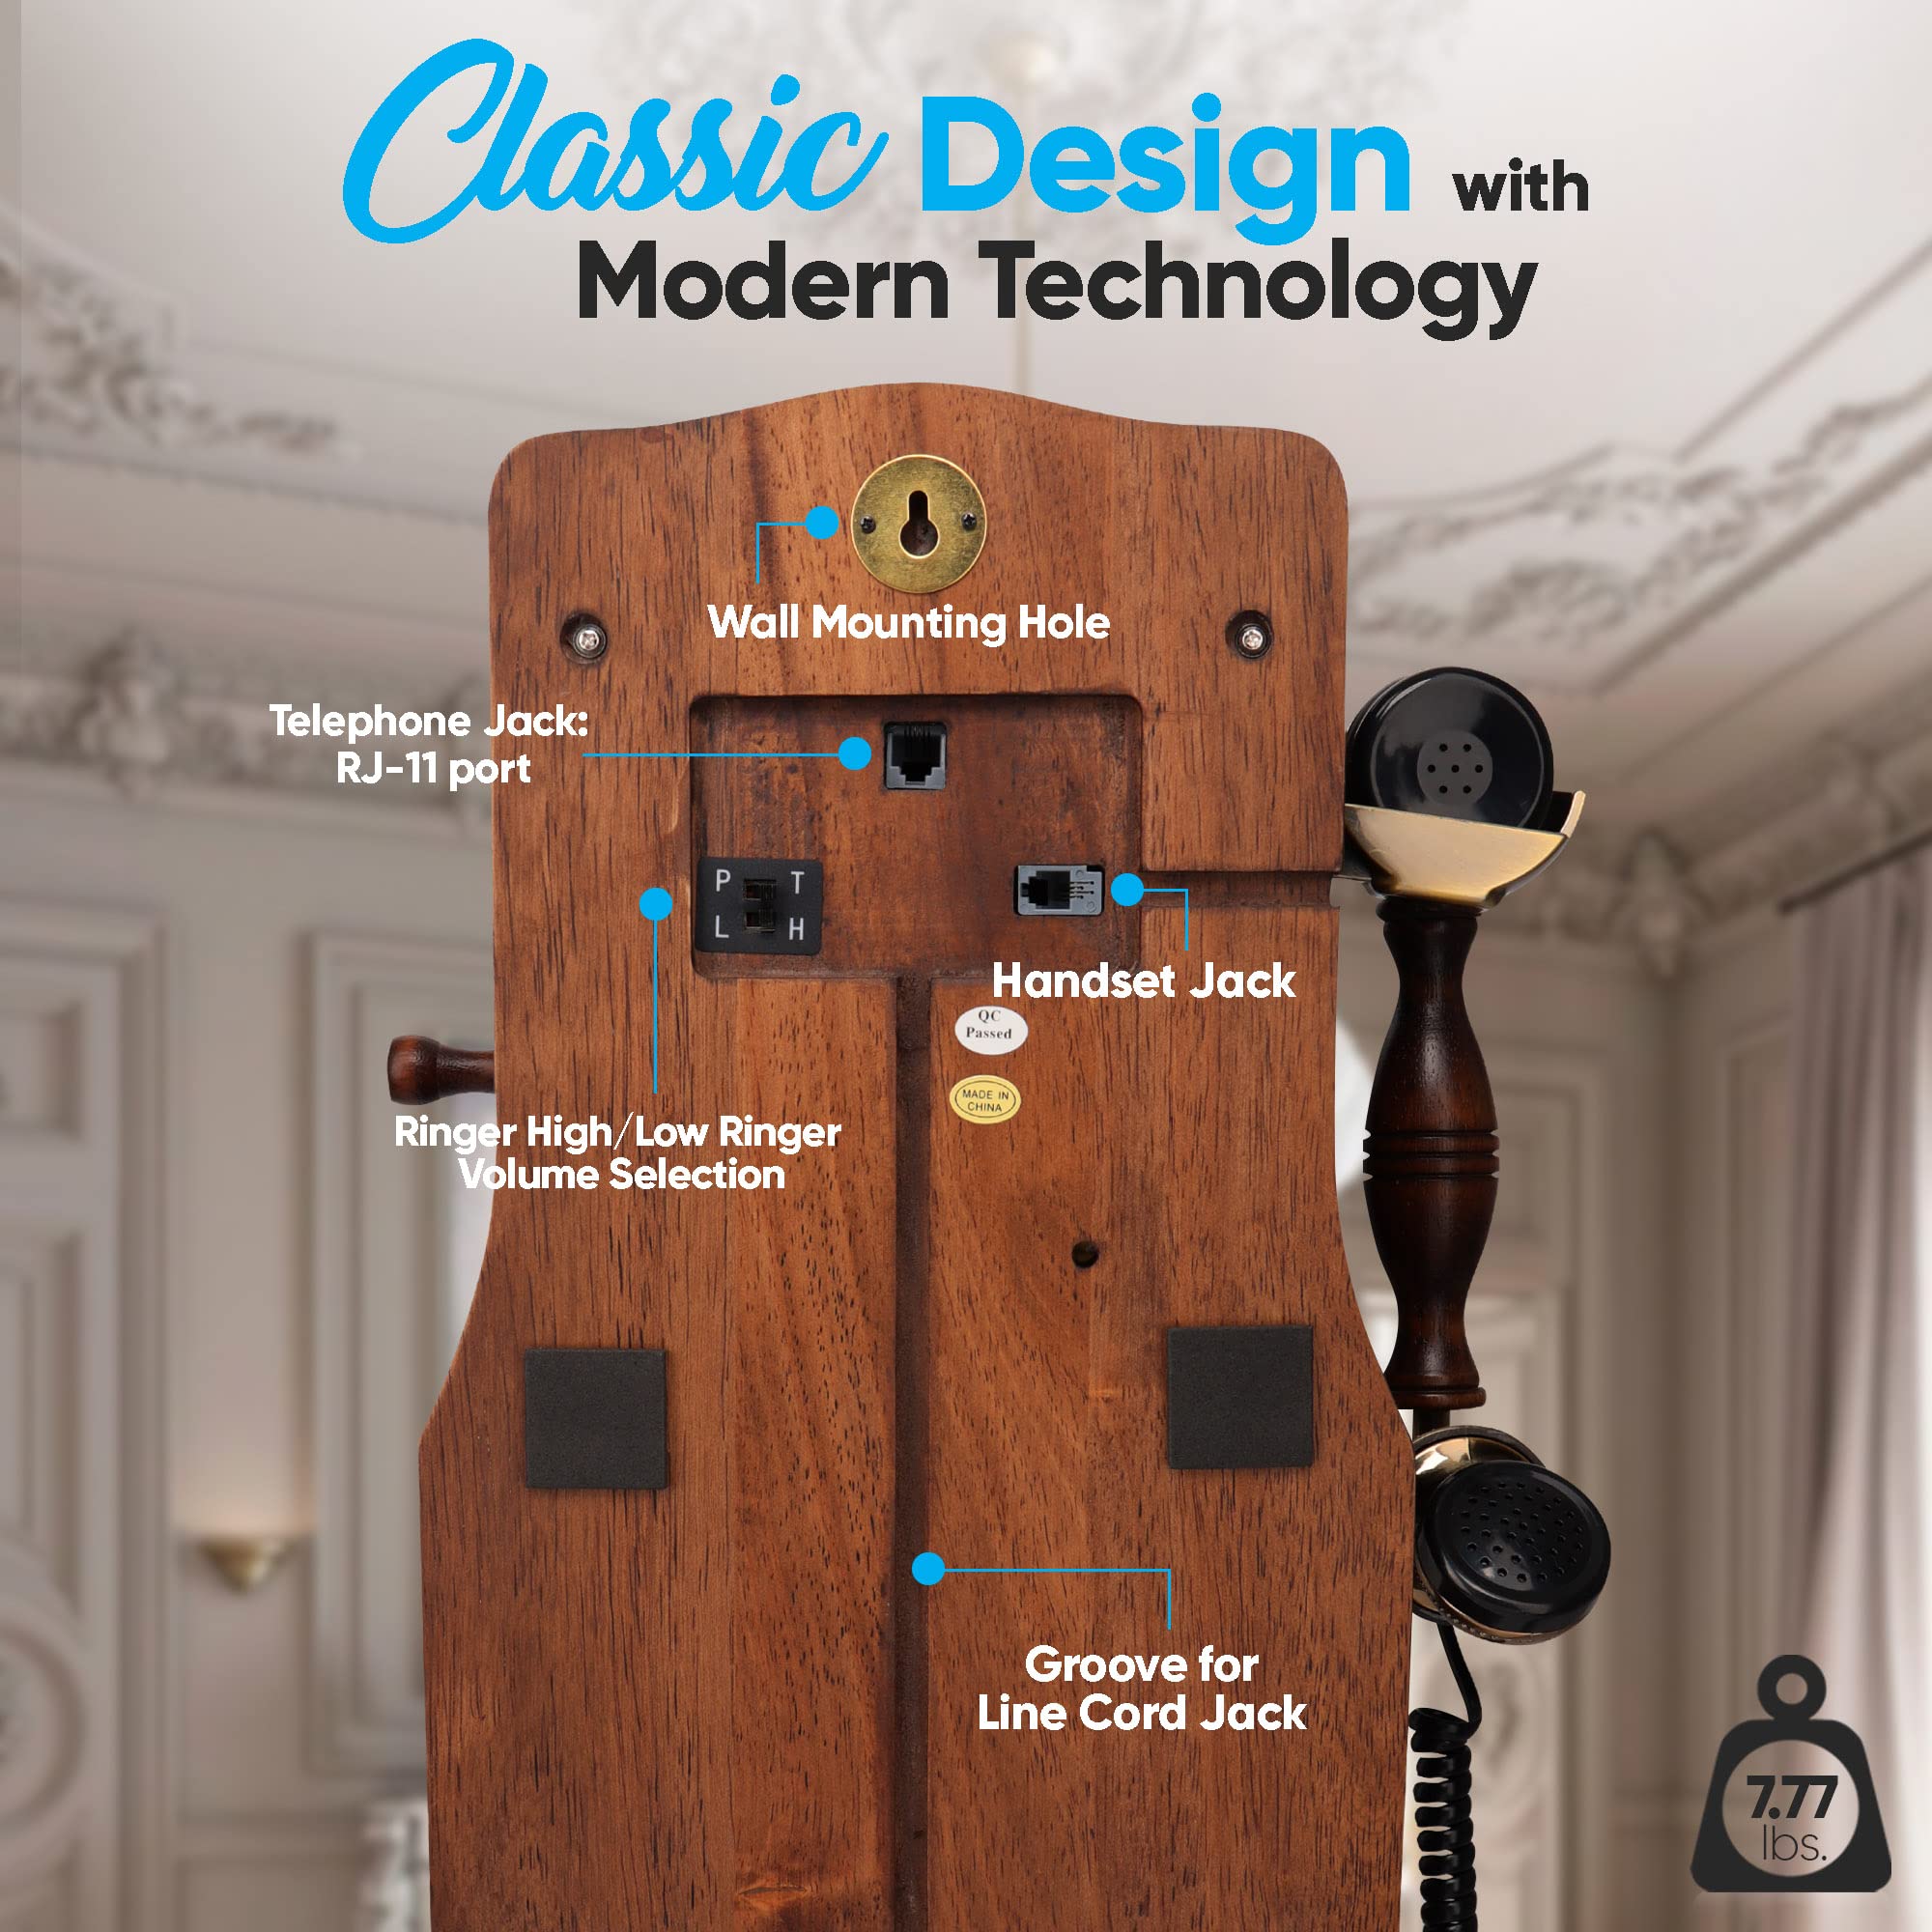 Classic Design with
Modern Technology
Wall Mounting Hole
Telephone Jack:
RJ-11 port
P T
L H
Handset Jack
QC
Passed
MADE IN
CHINA
Ringer High/Low Ringer
Volume Selection
Groove for
Line Cord Jack
7.77
lbs.